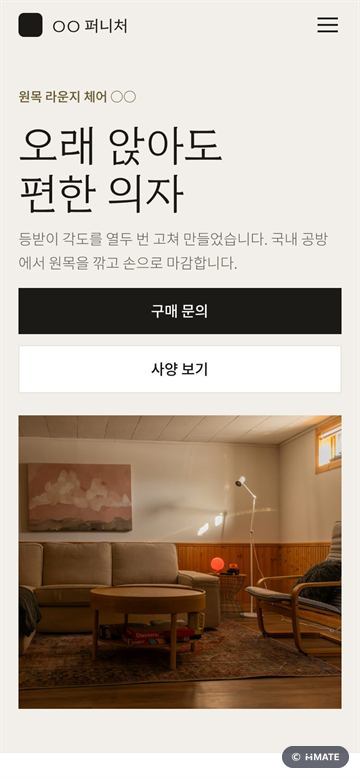 ○○ 퍼니처
원목 라운지 체어 ○○
오래 앉아도
편한 의자
등받이 각도를 열두 번 고쳐 만들었습니다. 국내 공방
에서 원목을 깎고 손으로 마감합니다.
구매 문의
사양 보기
© HMATE